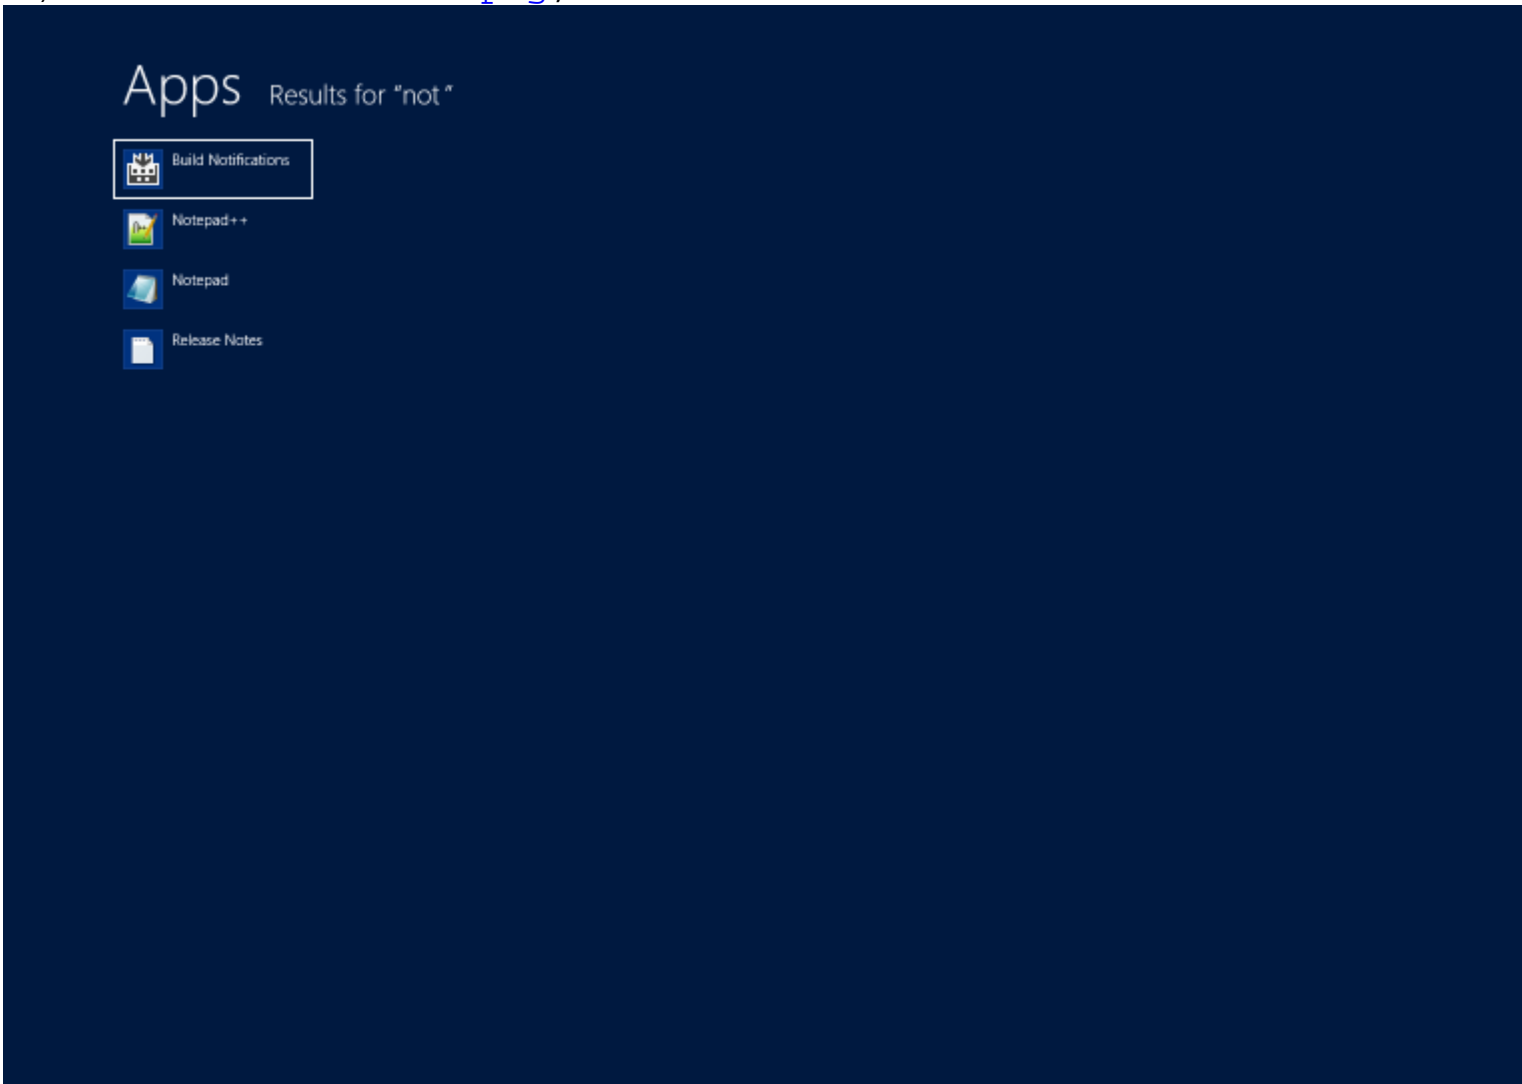 Apps Results for “not”
Build Notifications
Notepad++
Notepad
Release Notes